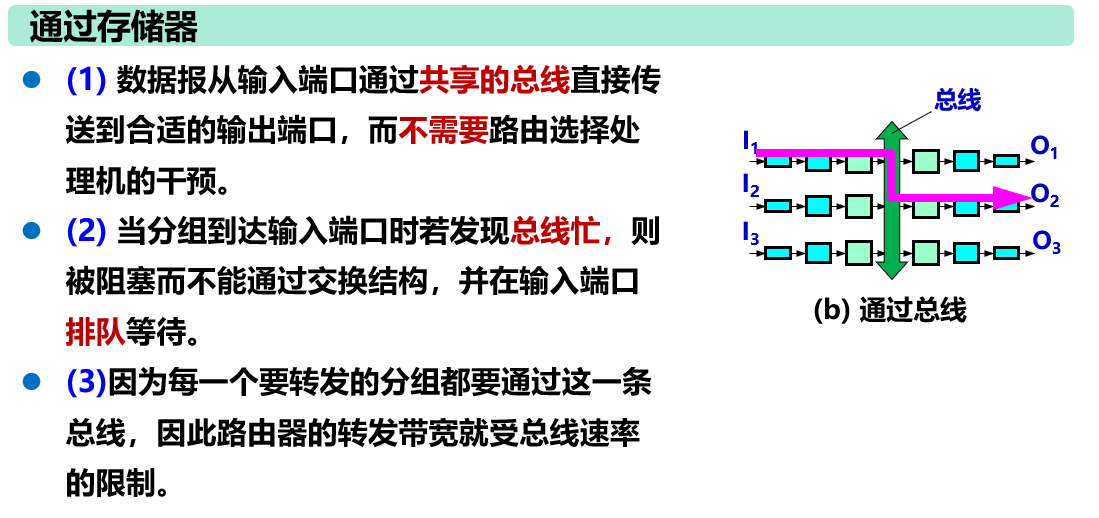 通过存储器
(1) 数据报从输入端口通过共享的总线直接传
送到合适的输出端口，而不需要路由选择处
理机的干预。
(2) 当分组到达输入端口时若发现总线忙，则
被阻塞而不能通过交换结构，并在输入端口
排队等待。
(3)因为每一个要转发的分组都要通过这一条
总线，因此路由器的转发带宽就受总线速率
的限制。
总线
I1
O1
I2
O2
I3
O3
(b) 通过总线